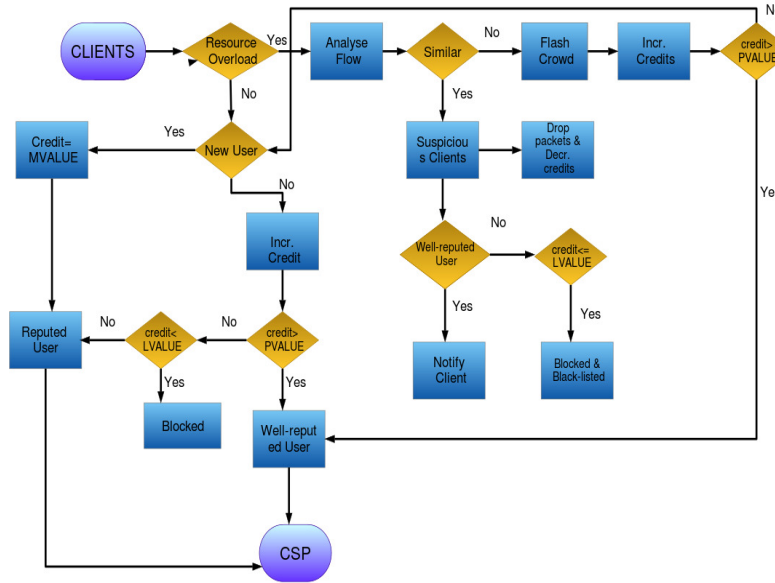 CLIENTS
Resource
Overload
Yes
Analyse
Flow
Similar
No
Flash
Crowd
Incr.
Credits
credit>
PVALUE
N
No
Yes
Ye
Credit=
MVALUE
Yes
New User
No
Suspiciou
s Clients
Drop
packets &
Decr.
credits
Incr.
Credit
Well-reputed
User
No
credit<=
LVALUE
Yes
Yes
Reputed
User
No
credit<
LVALUE
No
credit>
PVALUE
Yes
Yes
Notify
Client
Blocked &
Black-listed
Blocked
Well-reput
ed User
CSP